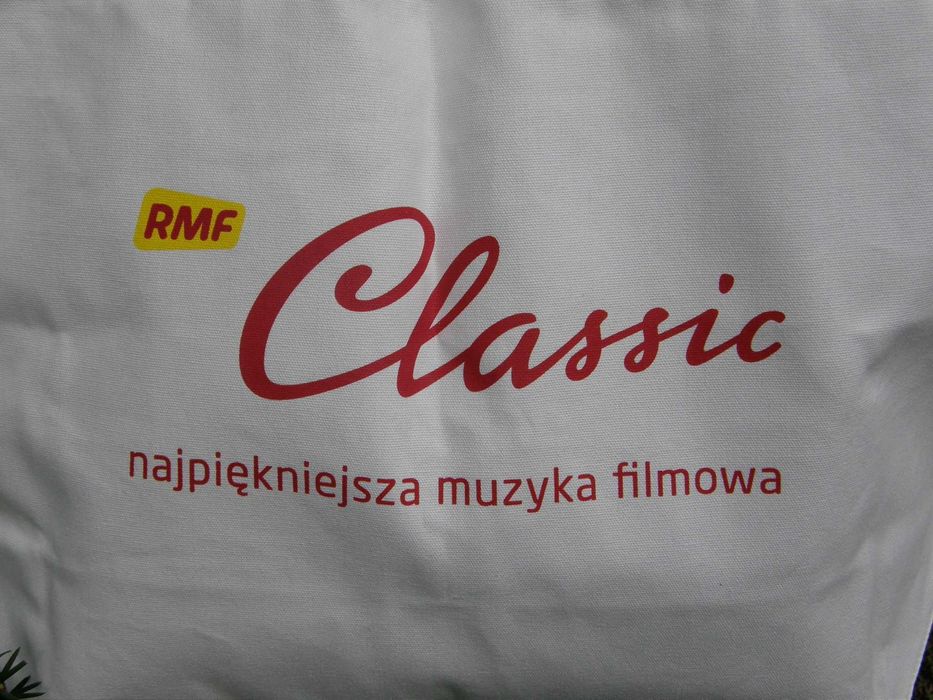 RMF
Classic
najpiękniejsza muzyka filmowa